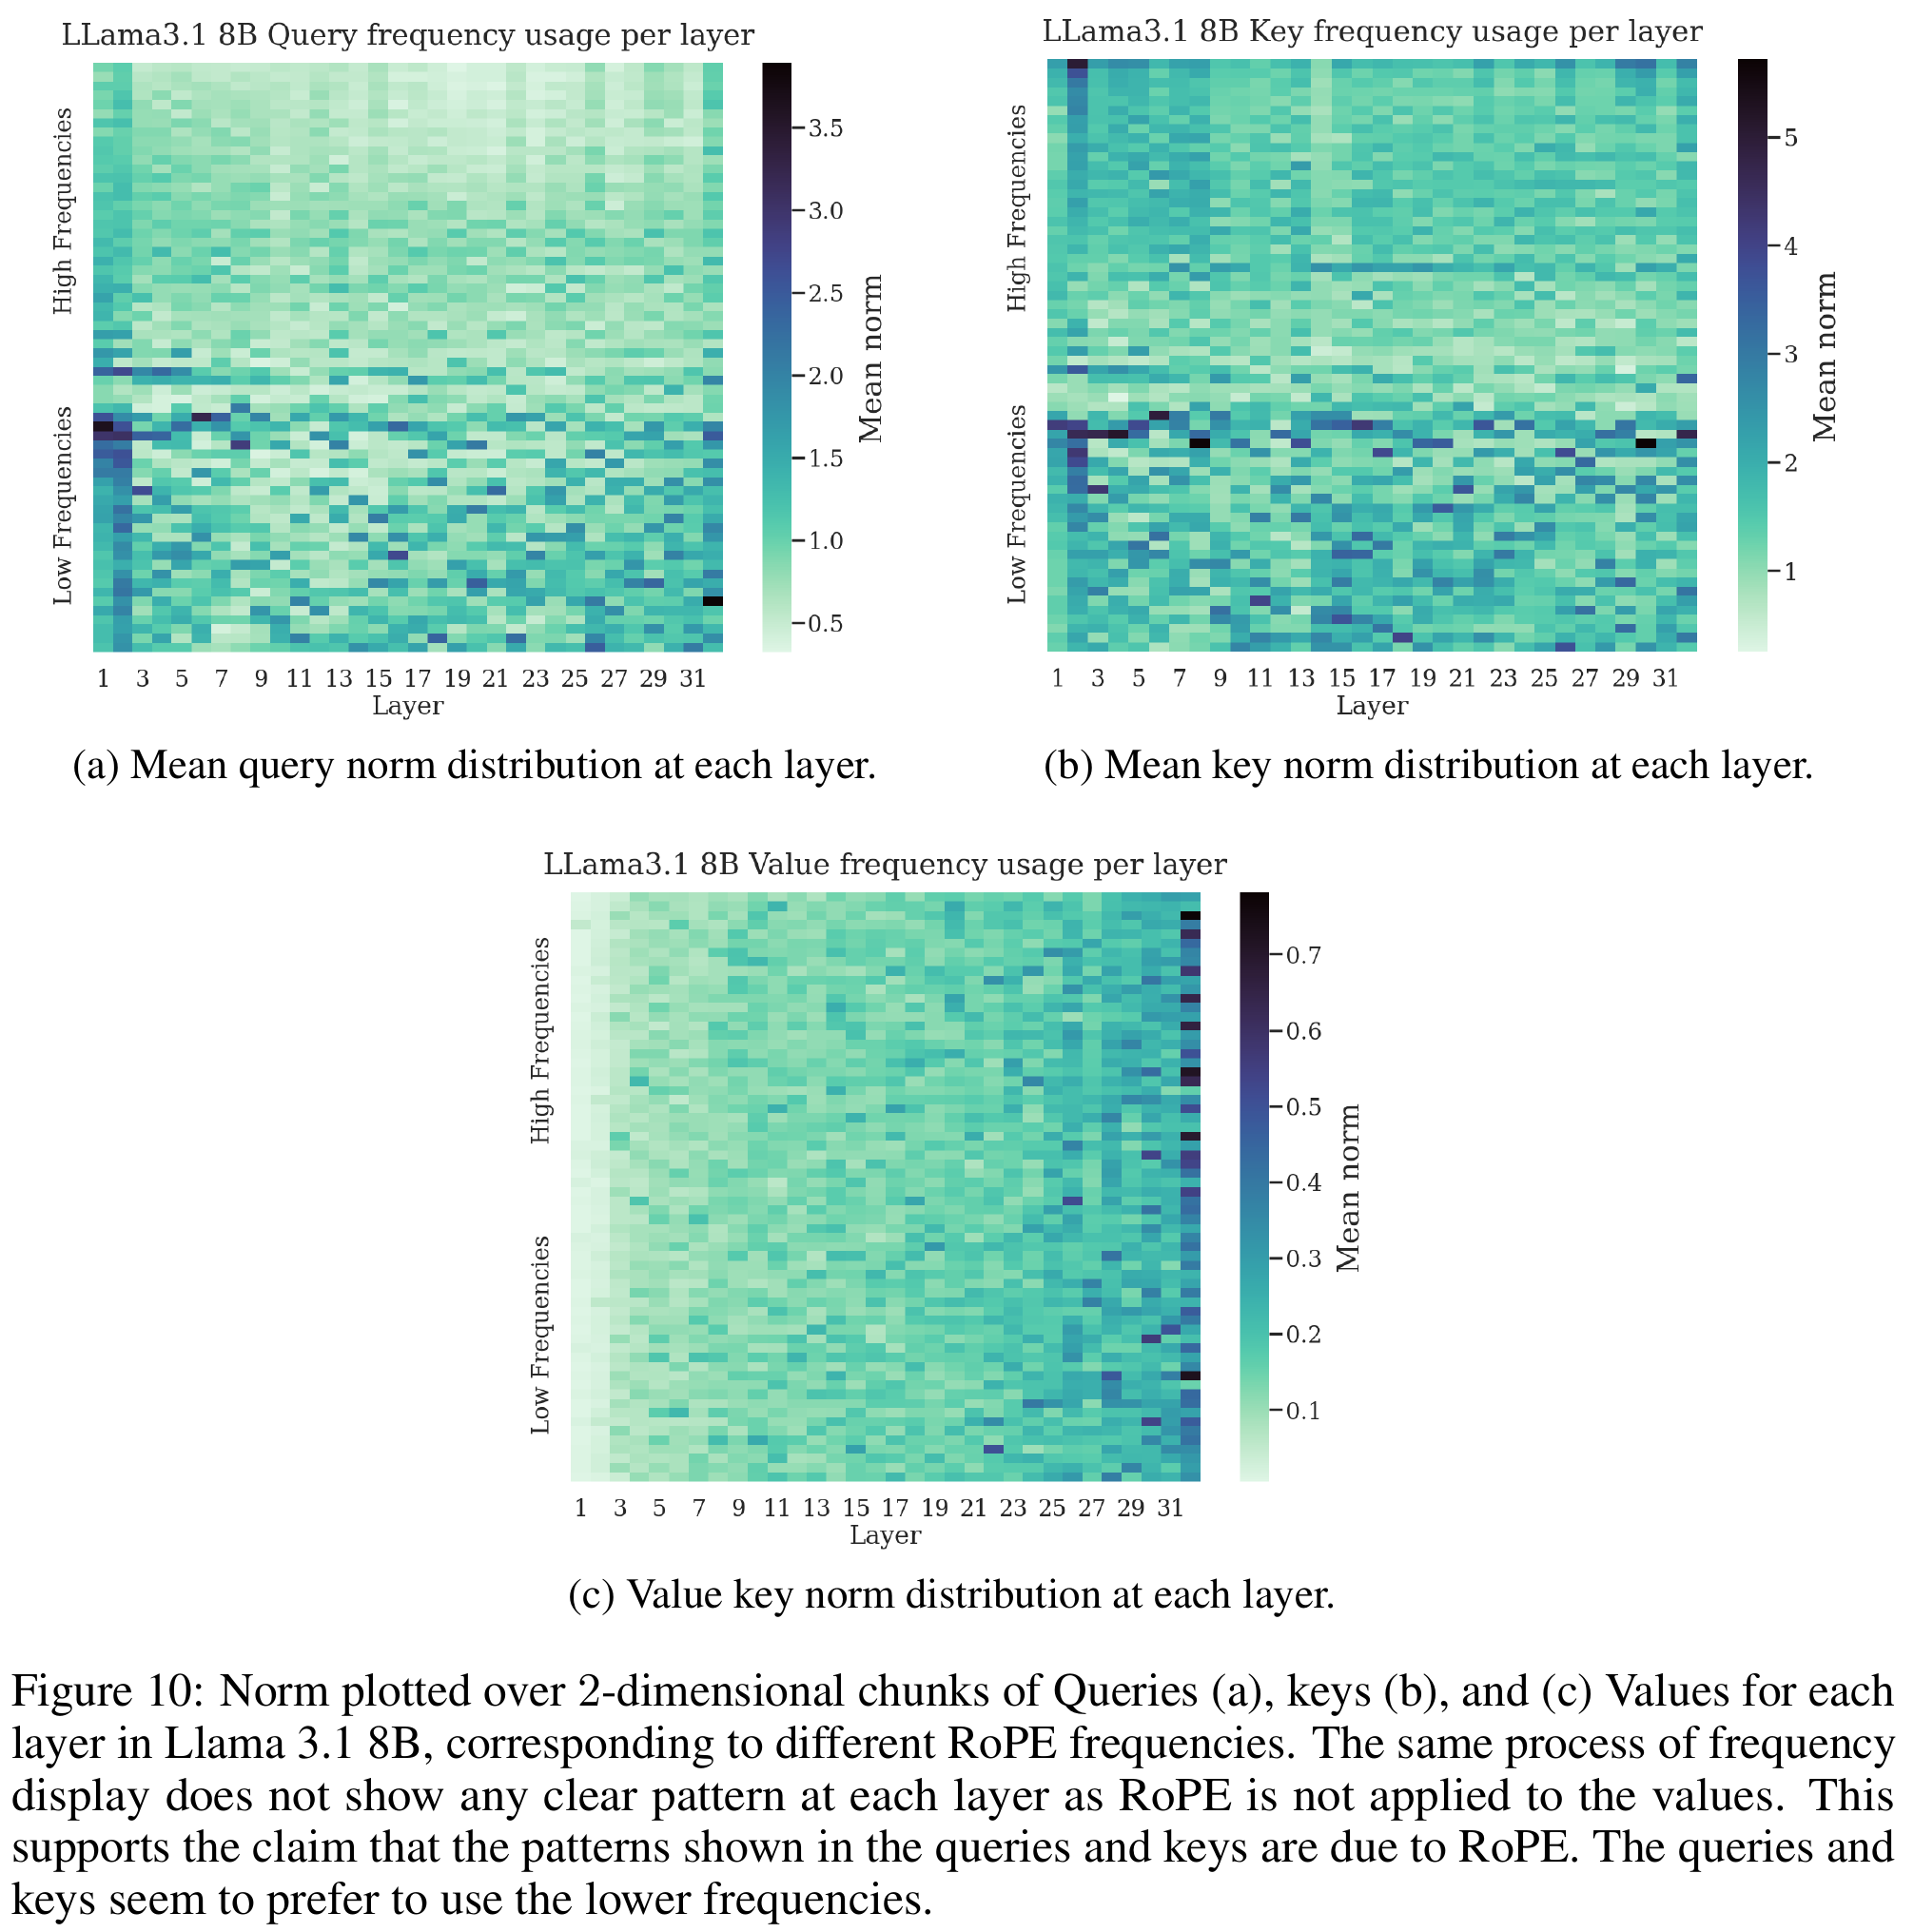 LLama3.1 8B Query frequency usage per layer
High Frequencies
Low Frequencies
1 3 5 7 9 11 13 15 17 19 21 23 25 27 29 31
Layer
3.5
3.0
2.5
2.0
1.5
1.0
0.5
Mean norm
(a) Mean query norm distribution at each layer.
LLama3.1 8B Key frequency usage per layer
High Frequencies
Low Frequencies
1 3 5 7 9 11 13 15 17 19 21 23 25 27 29 31
Layer
5
4
3
2
1
Mean norm
(b) Mean key norm distribution at each layer.
LLama3.1 8B Value frequency usage per layer
High Frequencies
Low Frequencies
1 3 5 7 9 11 13 15 17 19 21 23 25 27 29 31
Layer
0.7
0.6
0.5
0.4
0.3
0.2
0.1
Mean norm
(c) Value key norm distribution at each layer.
Figure 10: Norm plotted over 2-dimensional chunks of Queries (a), keys (b), and (c) Values for each
layer in Llama 3.1 8B, corresponding to different RoPE frequencies. The same process of frequency
display does not show any clear pattern at each layer as RoPE is not applied to the values. This
supports the claim that the patterns shown in the queries and keys are due to RoPE. The queries and
keys seem to prefer to use the lower frequencies.